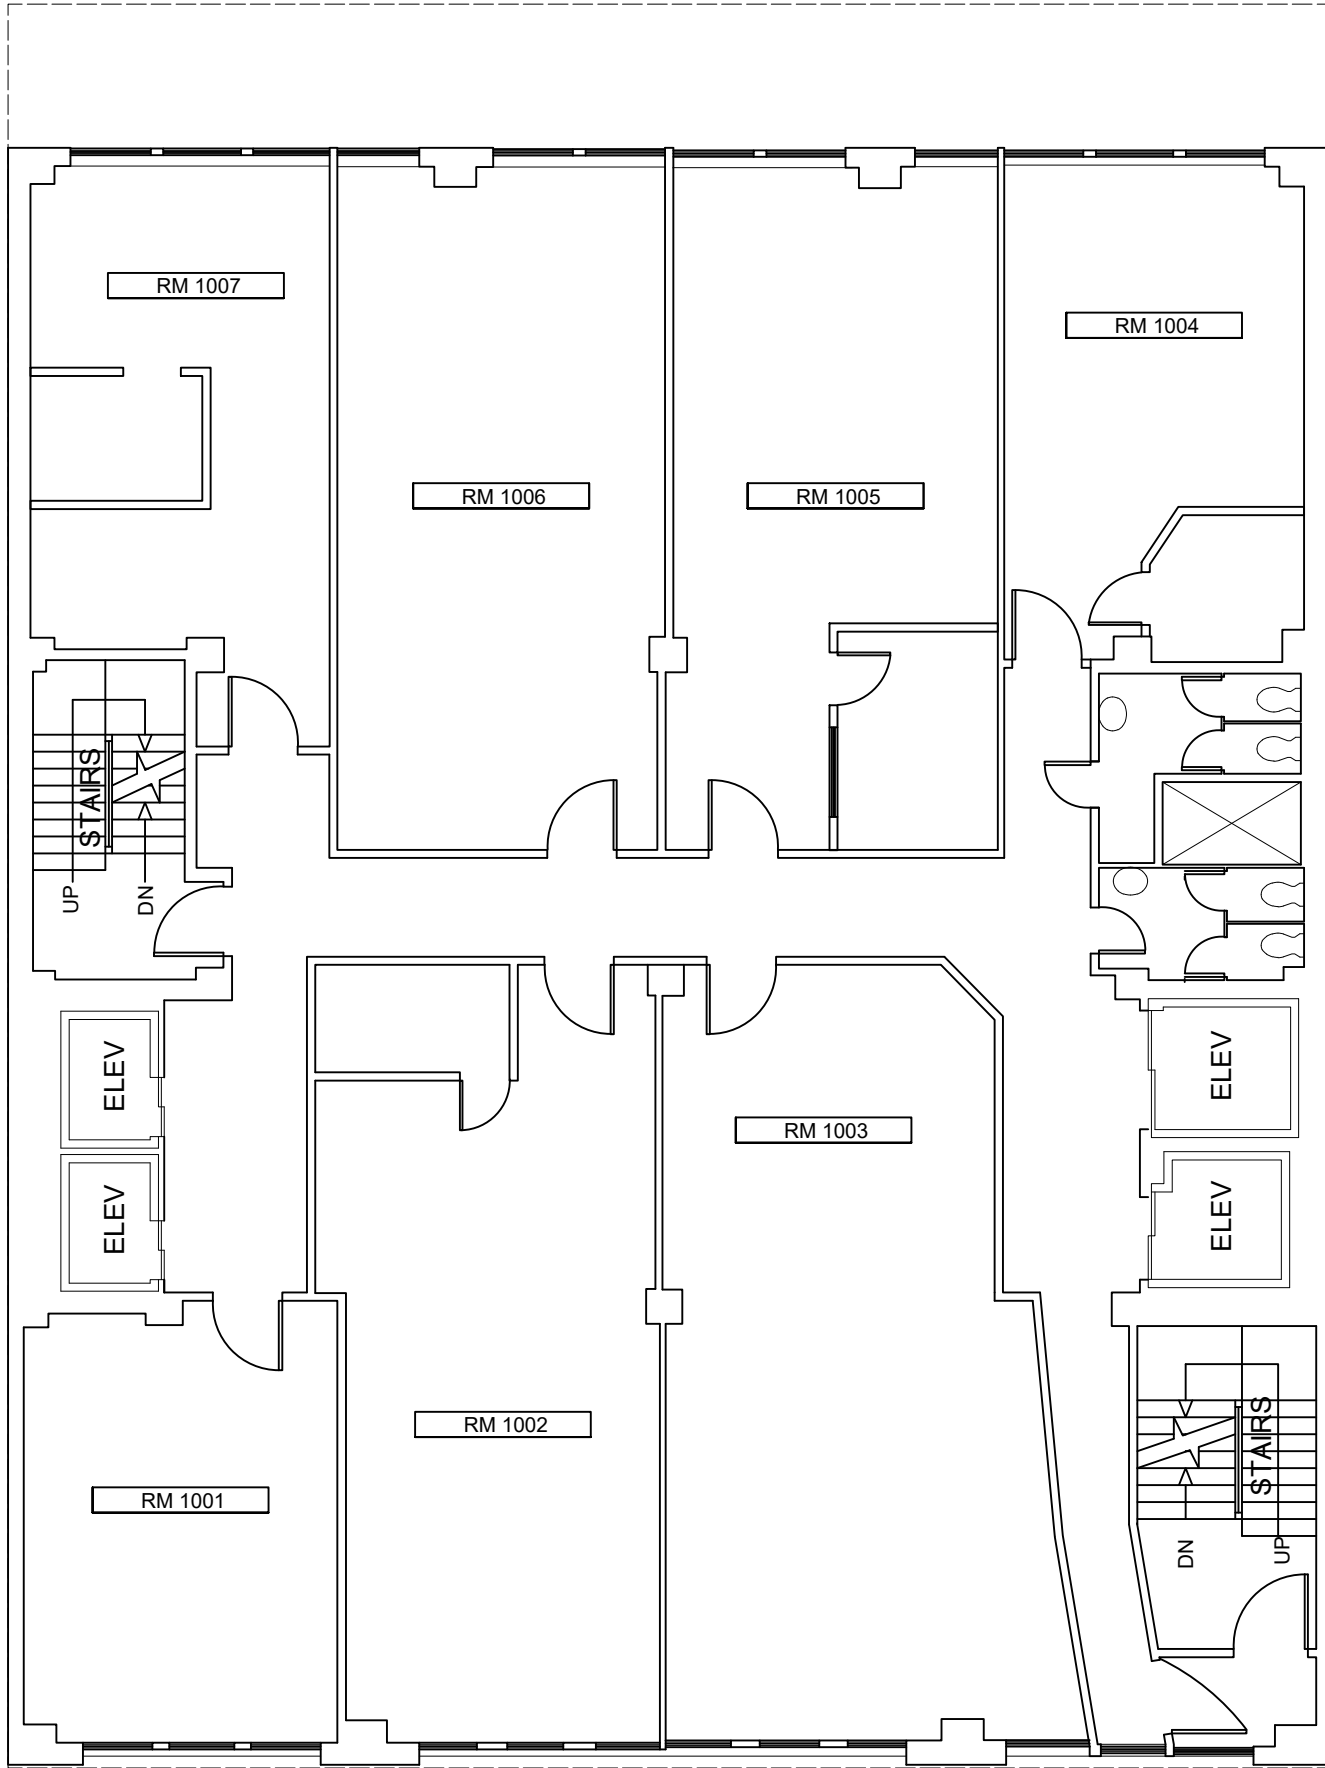 RM 1007
RM 1004
RM 1006
RM 1005
STAIRS
UP
DN
ELEV
ELEV
RM 1003
ELEV
ELEV
RM 1002
STAIRS
RM 1001
DN
UP